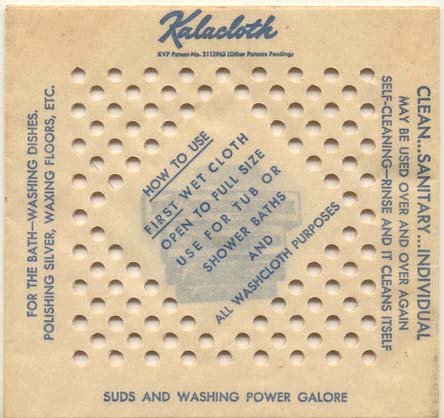 Kalacloth
KVP Patent No. 2112963 (Other Patents Pending)
HOW TO USE
FIRST WET CLOTH
OPEN TO FULL SIZE
USE FOR TUB OR
SHOWER BATHS
AND
ALL WASHCLOTH PURPOSES
FOR THE BATH—WASHING DISHES.
POLISHING SILVER, WAXING FLOORS, ETC.
CLEAN...SANITARY...INDIVIDUAL
MAY BE USED OVER AND OVER AGAIN
SELF-CLEANING—RINSE AND IT CLEANS ITSELF
SUDS AND WASHING POWER GALORE